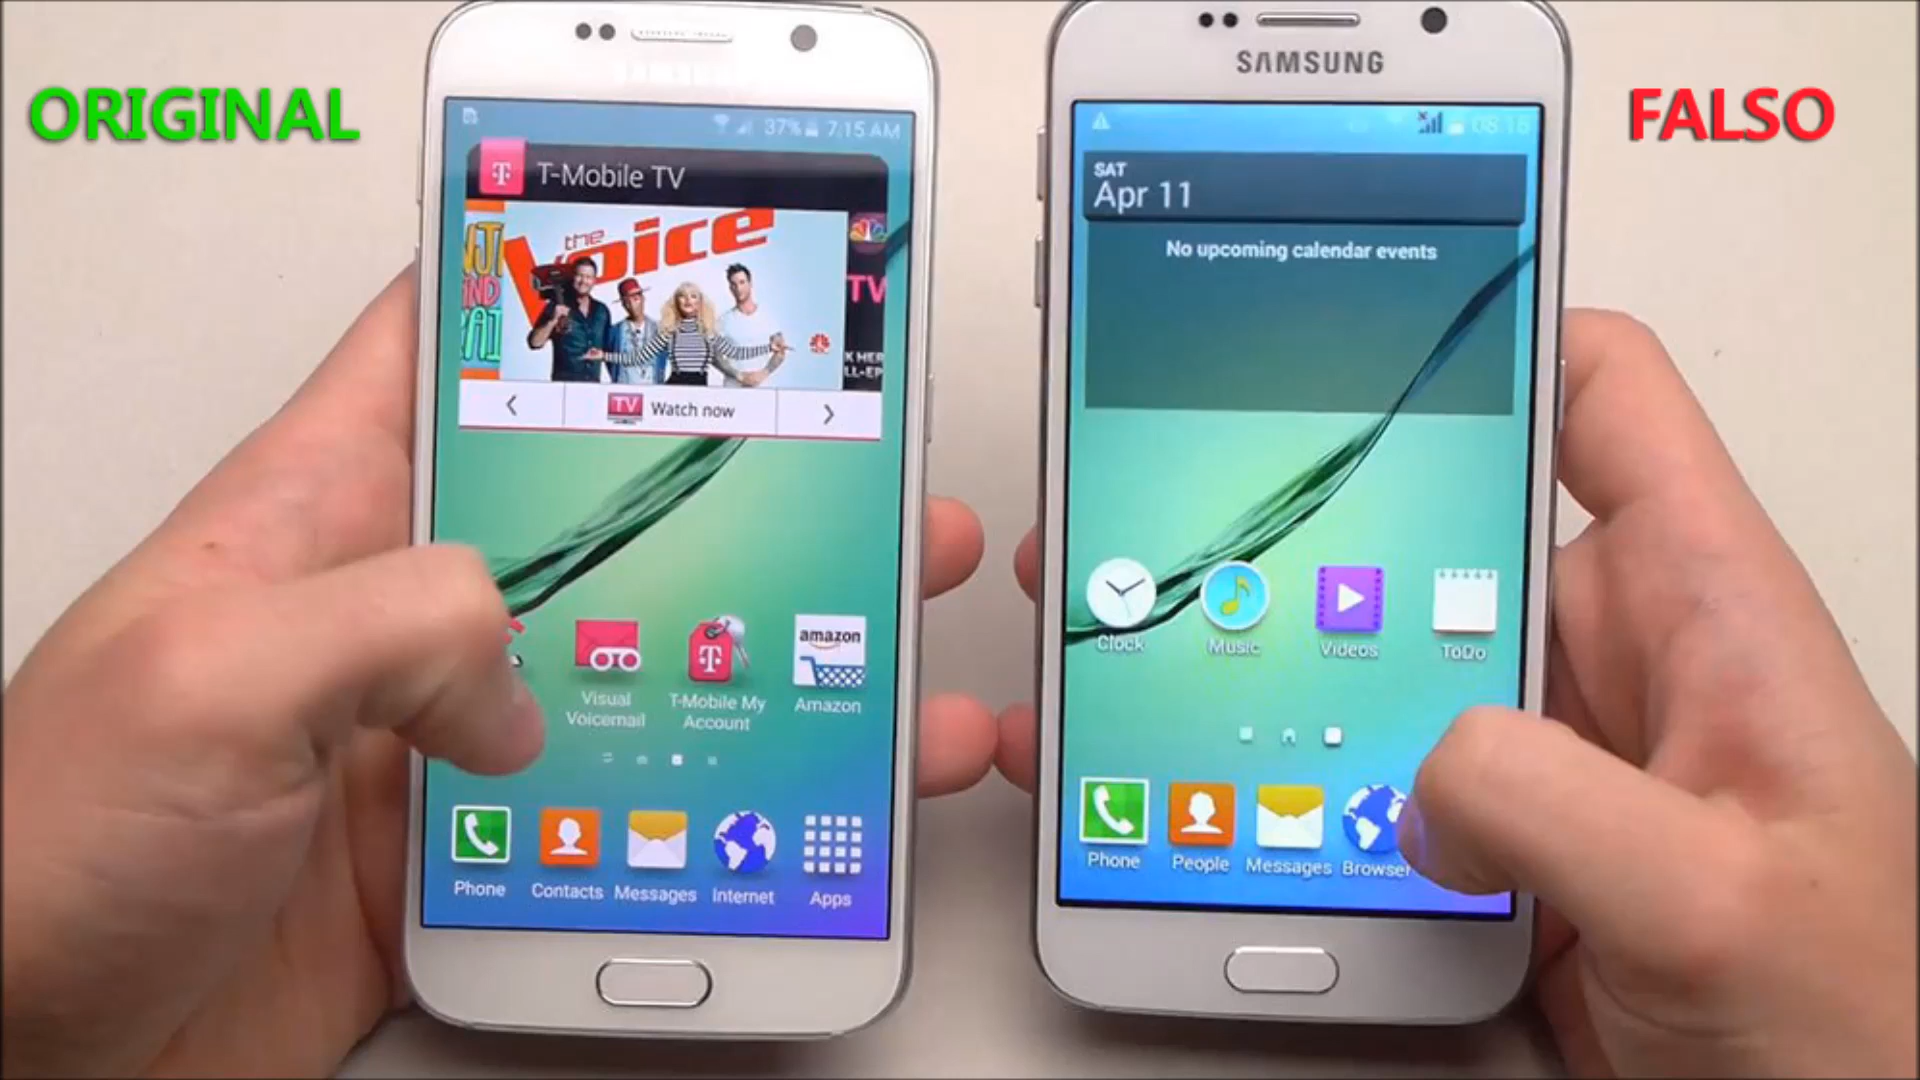 ORIGINAL
FALSO
SAMSUNG
37% 7:15 AM
T-Mobile TV
the Voice
TV
Watch now
Visual Voicemail
T-Mobile My Account
amazon
Amazon
Phone
Contacts
Messages
Internet
Apps
08:16
SAT
Apr 11
No upcoming calendar events
Clock
Music
Videos
ToDo
Phone
People
Messages
Browser